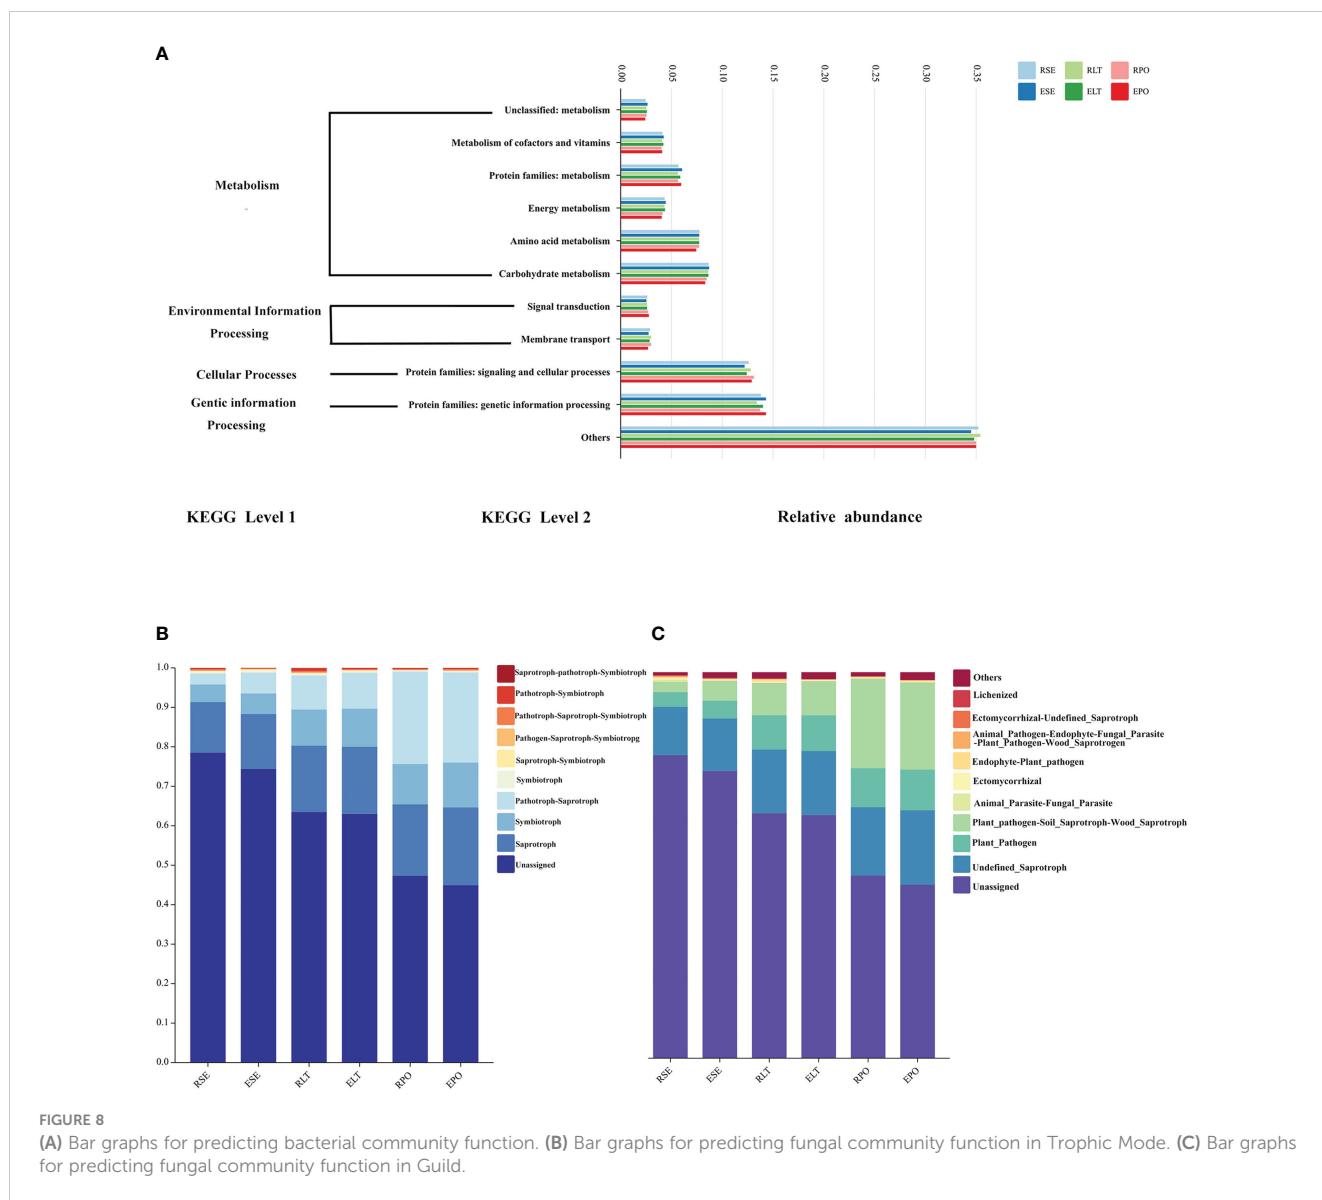 A
0.00
0.05
0.10
0.15
0.20
0.25
0.30
0.35
RSE
RLT
RPO
ESE
ELT
EPO
Unclassified: metabolism
Metabolism of cofactors and vitamins
Protein families: metabolism
Energy metabolism
Amino acid metabolism
Carbohydrate metabolism
Signal transduction
Membrane transport
Protein families: signaling and cellular processes
Protein families: genetic information processing
Others
Metabolism
Environmental Information
Processing
Cellular Processes
Gentic information
Processing
KEGG Level 1
KEGG Level 2
Relative abundance
B
1.0
0.9
0.8
0.7
0.6
0.5
0.4
0.3
0.2
0.1
0.0
RSE
ESE
RLT
ELT
RPO
EPO
Saprotroph-pathotroph-Symbiotroph
Pathotroph-Symbiotroph
Pathotroph-Saprotroph-Symbiotroph
Pathogen-Saprotroph-Symbiotropg
Saprotroph-Symbiotroph
Symbiotroph
Pathotroph-Saprotroph
Symbiotroph
Saprotroph
Unassigned
C
RSE
ESE
RLT
ELT
RPO
EPO
Others
Lichenized
Ectomycorrhizal-Undefined_Saprotroph
Animal_Pathogen-Endophyte-Fungal_Parasite
-Plant_Pathogen-Wood_Saprotrogen
Endophyte-Plant_pathogen
Ectomycorrhizal
Animal_Parasite-Fungal_Parasite
Plant_pathogen-Soil_Saprotroph-Wood_Saprotroph
Plant_Pathogen
Undefined_Saprotroph
Unassigned
FIGURE 8
(A) Bar graphs for predicting bacterial community function. (B) Bar graphs for predicting fungal community function in Trophic Mode. (C) Bar graphs
for predicting fungal community function in Guild.